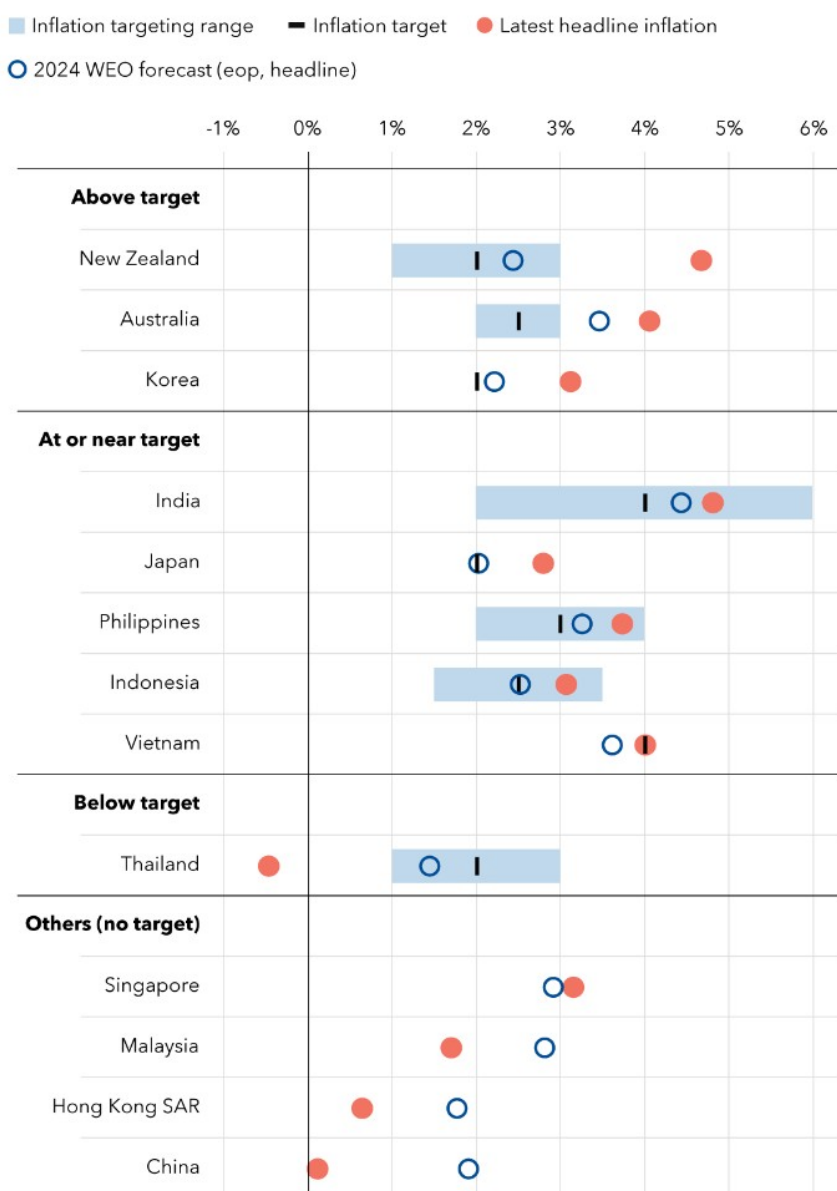 Inflation targeting range Inflation target Latest headline inflation
2024 WEO forecast (eop, headline)
-1% 0% 1% 2% 3% 4% 5% 6%
Above target
New Zealand
Australia
Korea
At or near target
India
Japan
Philippines
Indonesia
Vietnam
Below target
Thailand
Others (no target)
Singapore
Malaysia
Hong Kong SAR
China